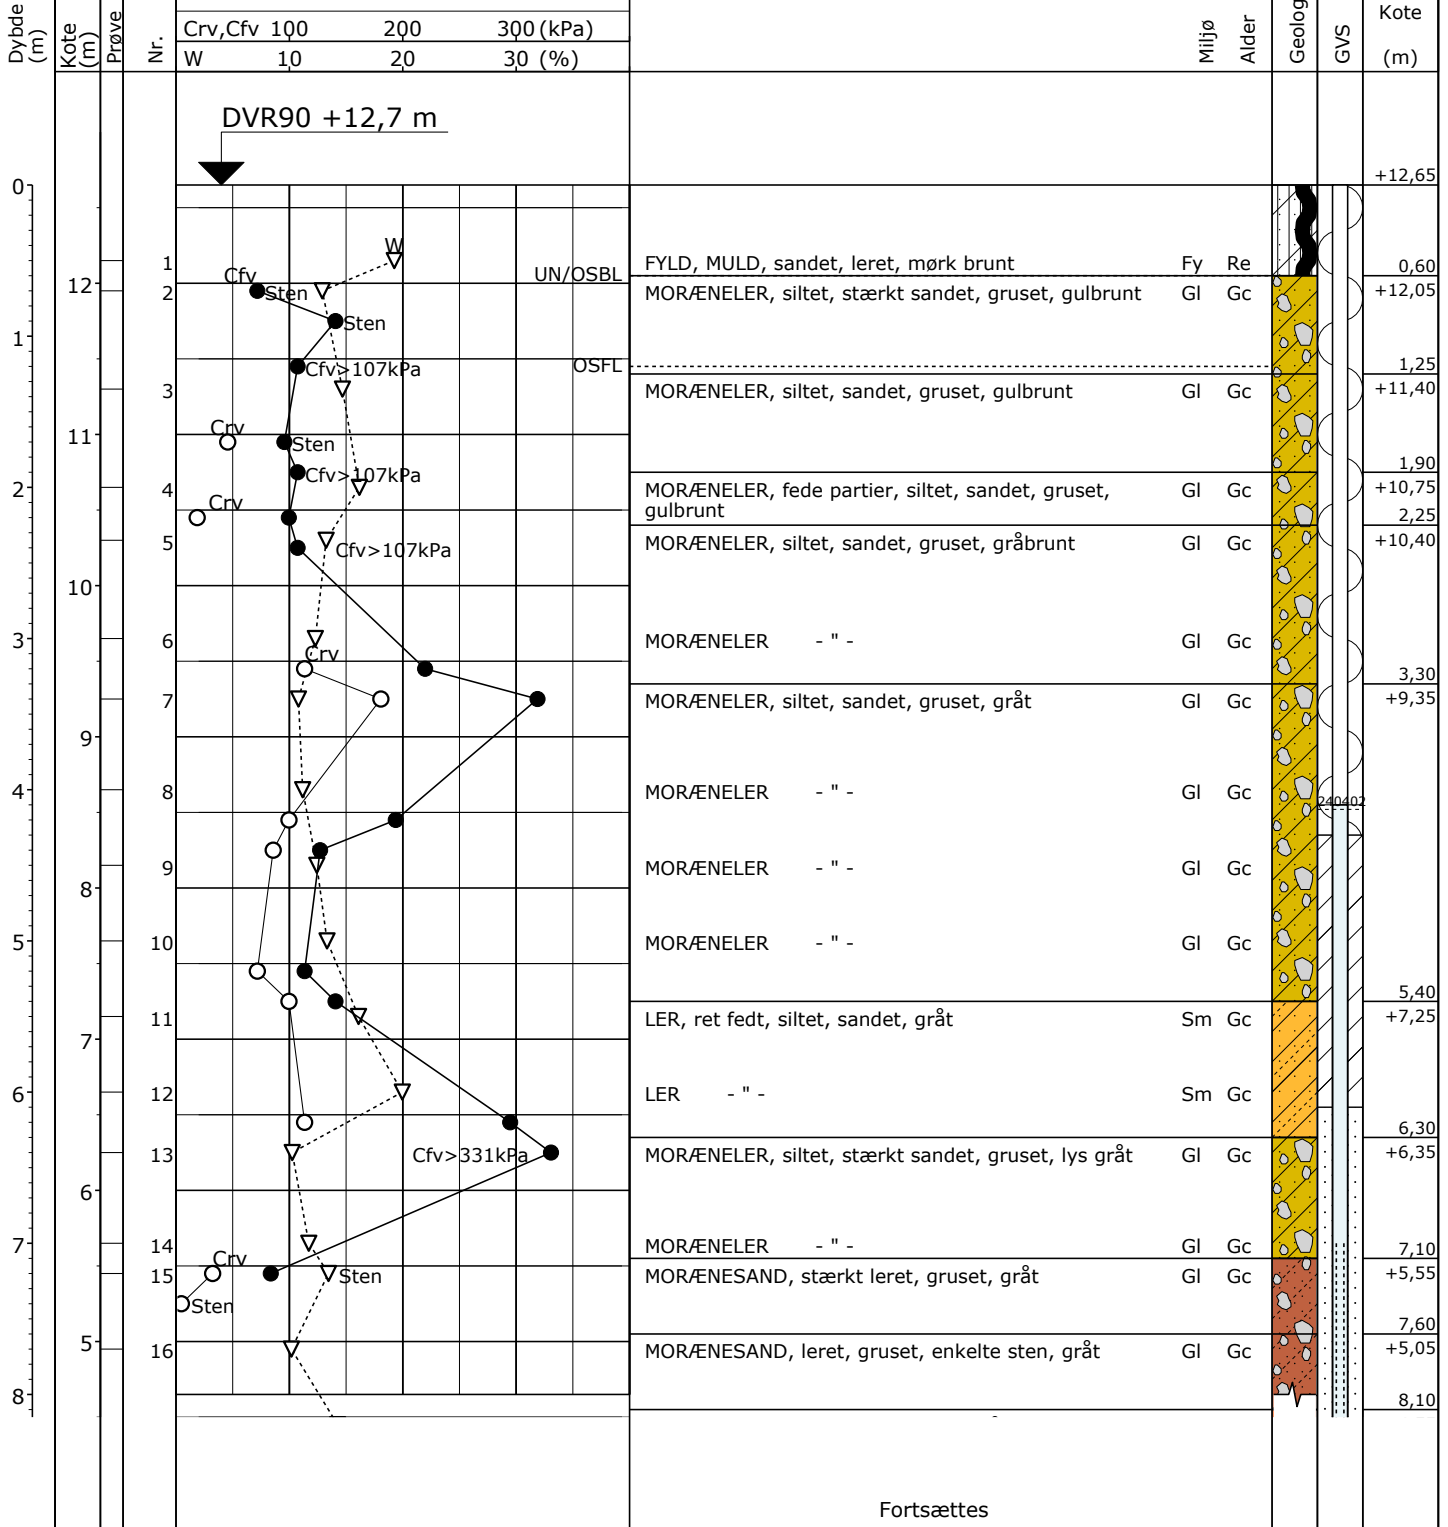 Dybde (m) Kote (m) Prøve Nr. Crv,Cfv 100 200 300 (kPa) Miljø Alder Geologi GVS Kote
W 10 20 30 (%) (m)
DVR90 +12,7 m
0 +12,65
W
1 FYLD, MULD, sandet, leret, mørk brunt Fy Re 0,60
Cfv UN/OSBL
12 2 Sten MORÆNELER, siltet, stærkt sandet, gruset, gulbrunt Gl Gc +12,05
Sten
1
Cfv>107kPa OSFL 1,25
3 MORÆNELER, siltet, sandet, gruset, gulbrunt Gl Gc +11,40
Crv
11 Sten
1,90
Cfv>107kPa
2 4 MORÆNELER, fede partier, siltet, sandet, gruset, Gl Gc +10,75
Crv gulbrunt 2,25
5 Cfv>107kPa MORÆNELER, siltet, sandet, gruset, gråbrunt Gl Gc +10,40
10
3 6 MORÆNELER - " - Gl Gc
Crv
3,30
7 MORÆNELER, siltet, sandet, gruset, gråt Gl Gc +9,35
9
4 8 MORÆNELER - " - Gl Gc
240402
9 MORÆNELER - " - Gl Gc
8
5 10 MORÆNELER - " - Gl Gc
5,40
11 LER, ret fedt, siltet, sandet, gråt Sm Gc +7,25
7
6 12 LER - " - Sm Gc
6,30
13 Cfv>331kPa MORÆNELER, siltet, stærkt sandet, gruset, lys gråt Gl Gc +6,35
6
7 14 MORÆNELER - " - Gl Gc 7,10
Crv
15 Sten MORÆNESAND, stærkt leret, gruset, gråt Gl Gc +5,55
Sten
7,60
5 16 MORÆNESAND, leret, gruset, enkelte sten, gråt Gl Gc +5,05
8 8,10
Fortsættes